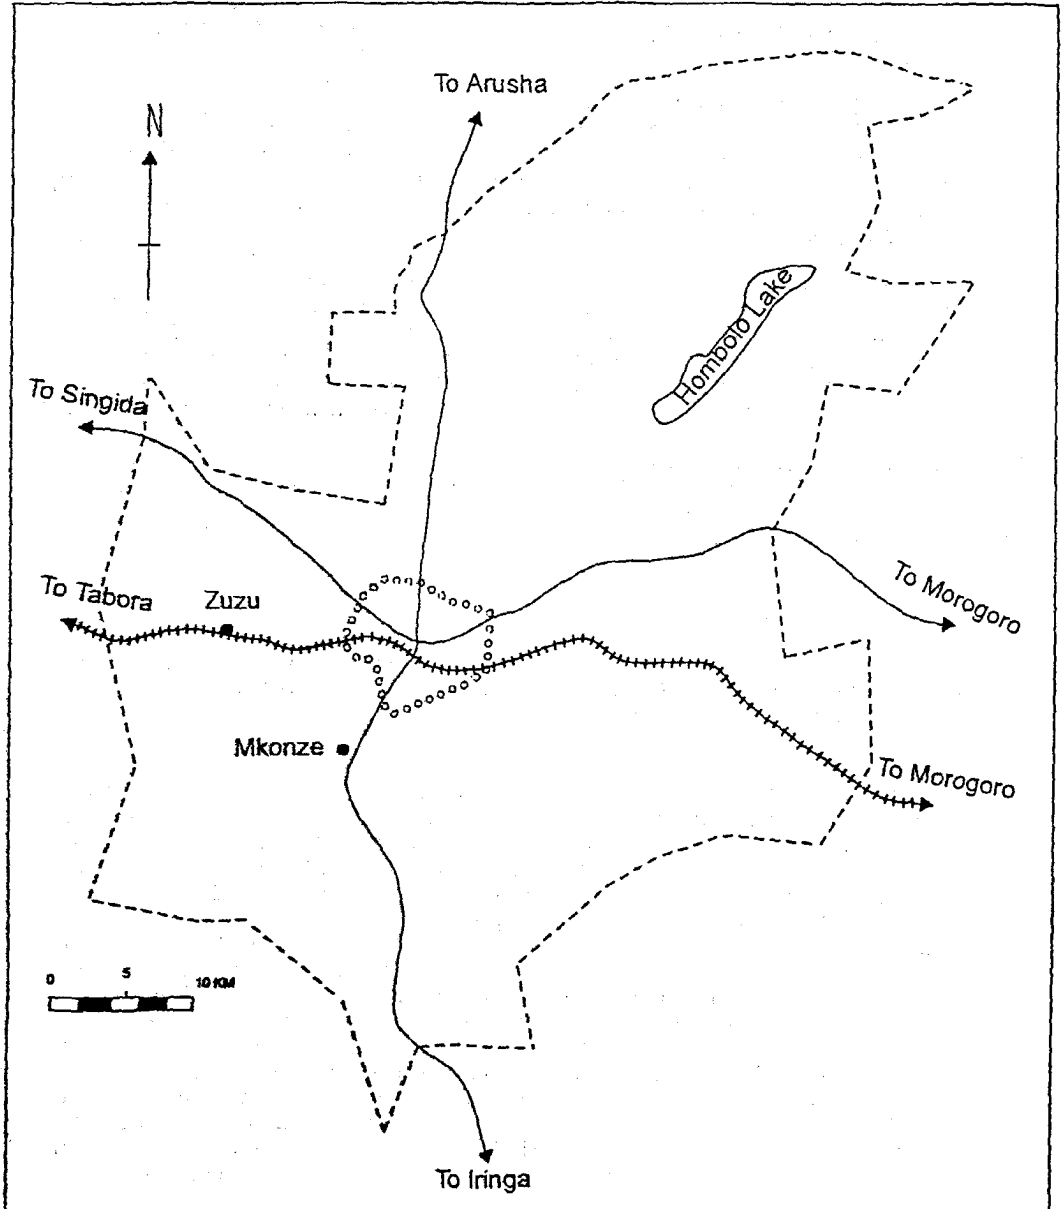 To Arusha
N
Hombolo Lake
To Singida
To Tabora
Zuzu
To Morogoro
Mkonze
To Morogoro
0 5 10 KM
To Iringa